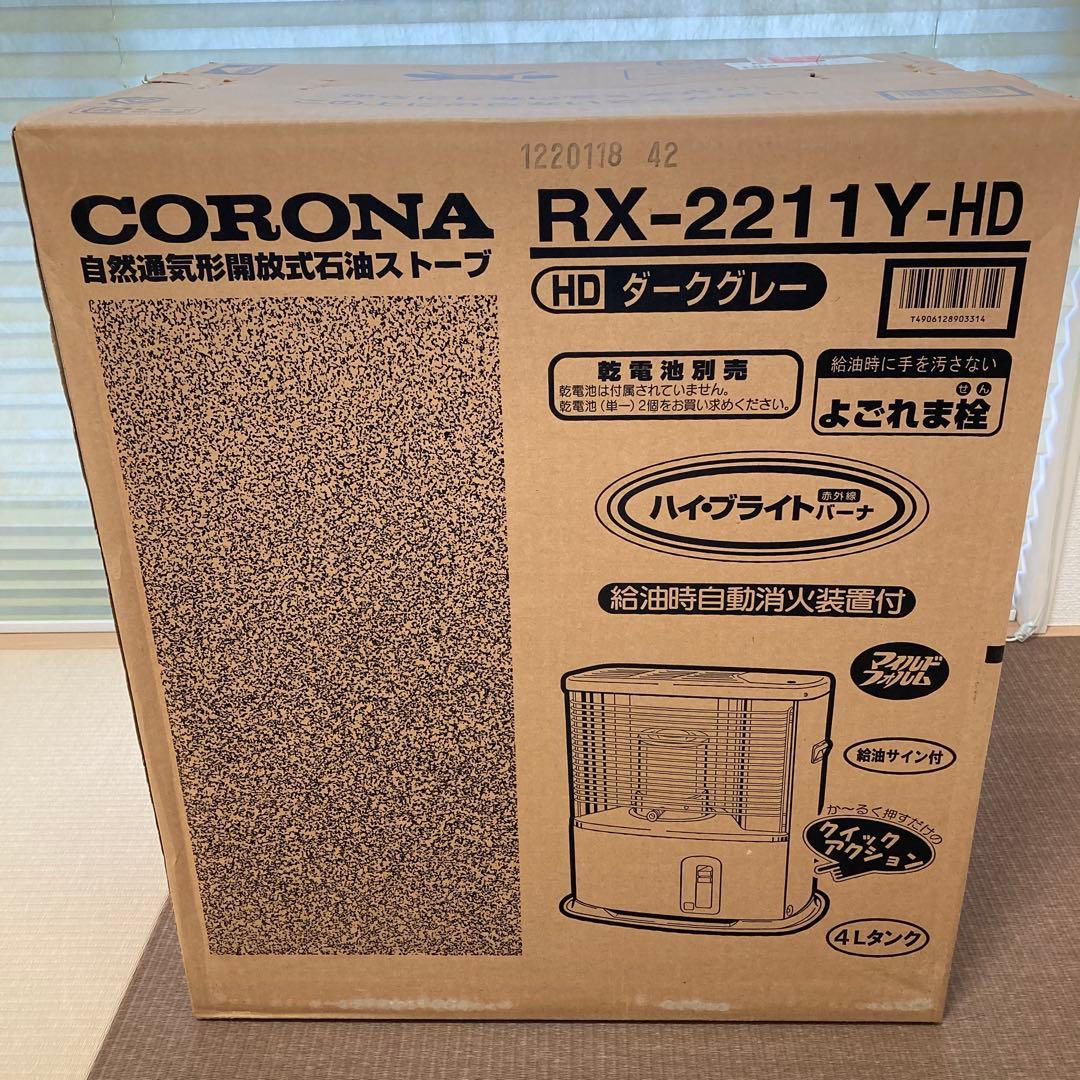 1220118 42
CORONA
自然通気形開放式石油ストーブ
RX-2211Y-HD
HD ダークグレー
T4906128903314
乾電池別売
乾電池は付属されていません。
乾電池(単一)2個をお買い求めください。
給油時に手を汚さない
せん
よごれま栓
赤外線
ハイ・ブライトバーナ
給油時自動消火装置付
マイルド
フォルム
給油サイン付
か〜るく押すだけの
クイック
アクション
4Lタンク